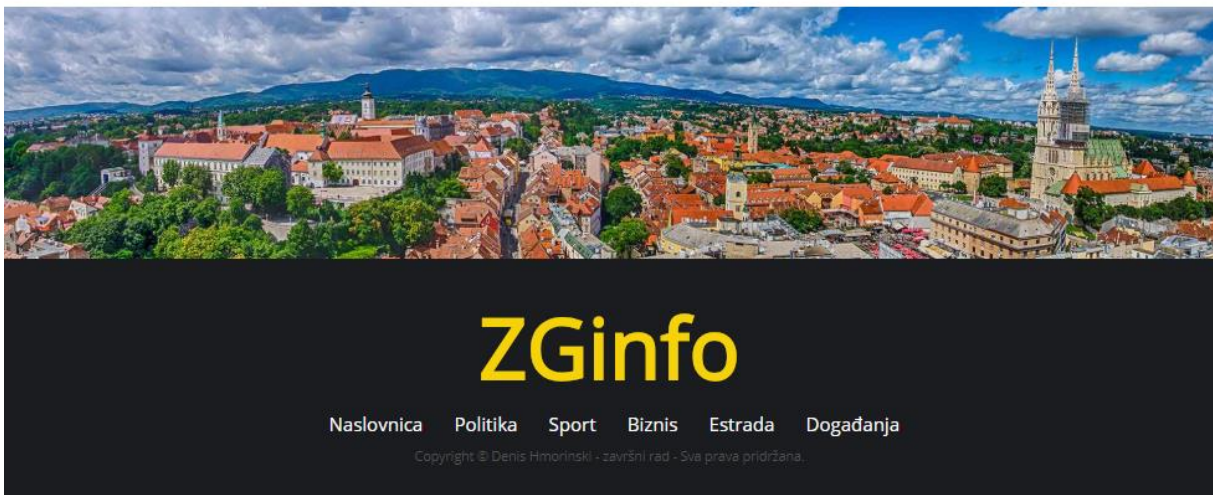 ZGinfo
Naslovnica Politika Sport Biznis Estrada Događanja
Copyright © Denis Hmorinski - završni rad - Sva prava pridržana.